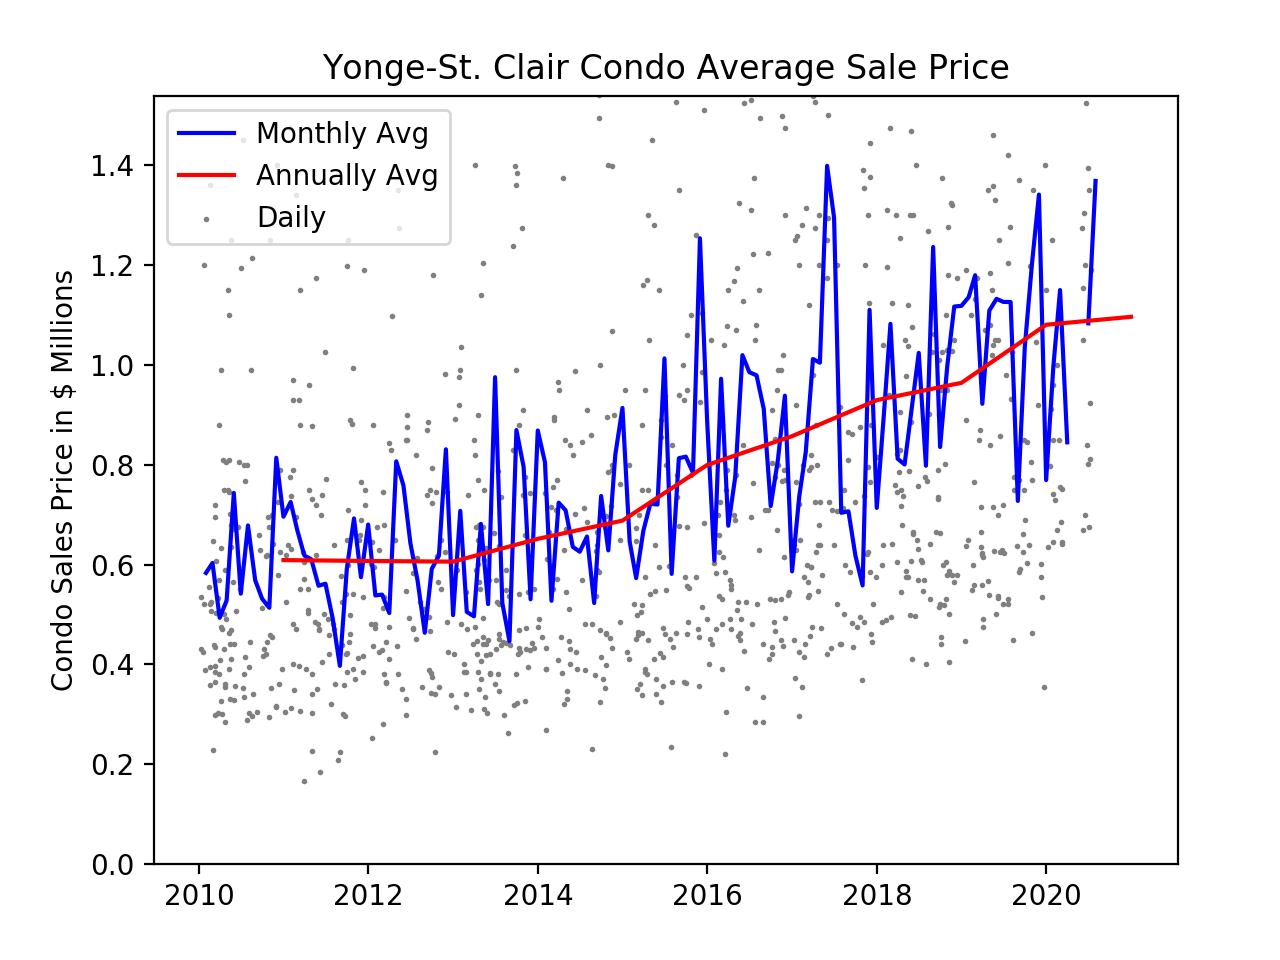 Yonge-St. Clair Condo Average Sale Price
Monthly Avg
Annually Avg
Daily
Condo Sales Price in $ Millions
1.4
1.2
1.0
0.8
0.6
0.4
0.2
0.0
2010 2012 2014 2016 2018 2020